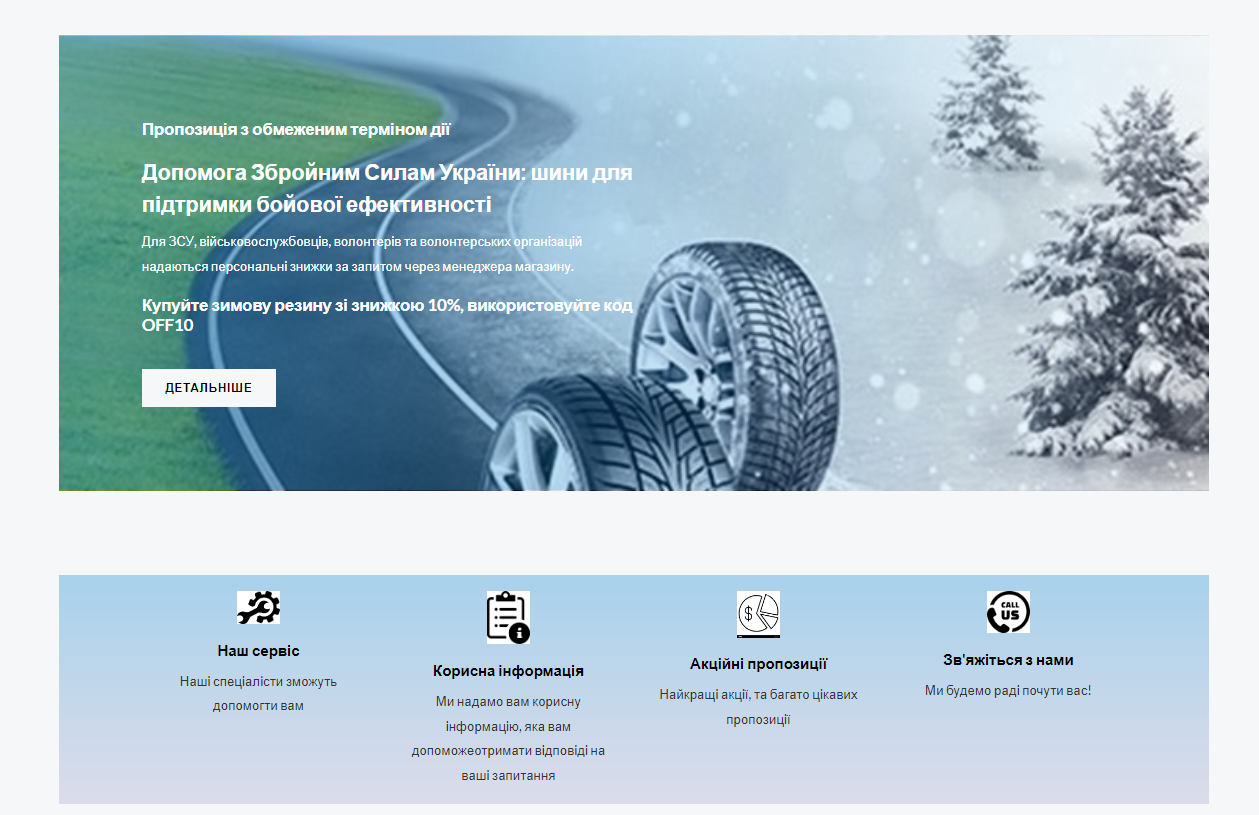 Пропозиція з обмеженим терміном дії
Допомога Збройним Силам України: шини для
підтримки бойової ефективності
Для ЗСУ, військовослужбовців, волонтерів та волонтерських організацій
надаються персональні знижки за запитом через менеджера магазину.
Купуйте зимову резину зі знижкою 10%, використовуйте код
OFF10
ДЕТАЛЬНІШЕ
CALL
US
Наш сервіс
Наші спеціалісти зможуть
допомогти вам
Корисна інформація
Ми надамо вам корисну
інформацію, яка вам
допоможеотримати відповіді на
ваші запитання
$
Акційні пропозиції
Найкращі акції, та багато цікавих
пропозиції
Зв'яжіться з нами
Ми будемо раді почути вас!